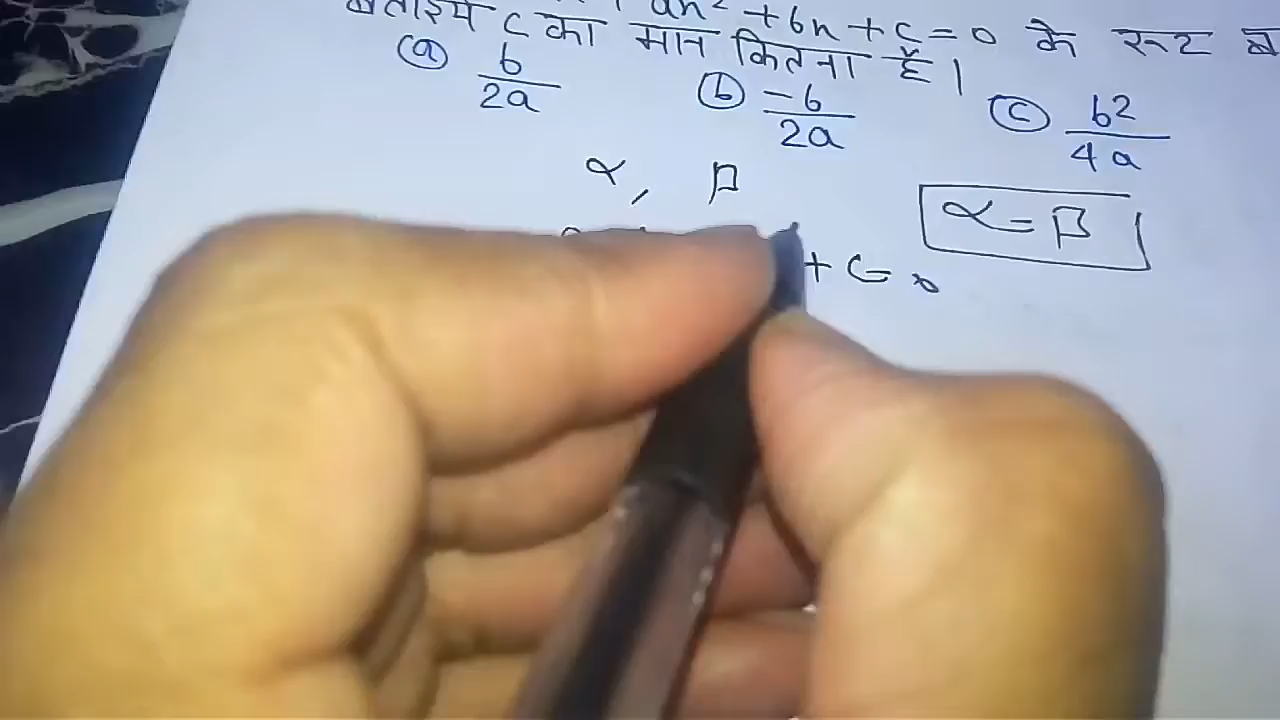 बताइये c का मान कितना है।
ax² + bx + c = 0 के रूट
(a) b/2a (b) -b/2a (c) b²/4a
α, β
α = β
+ c = 0